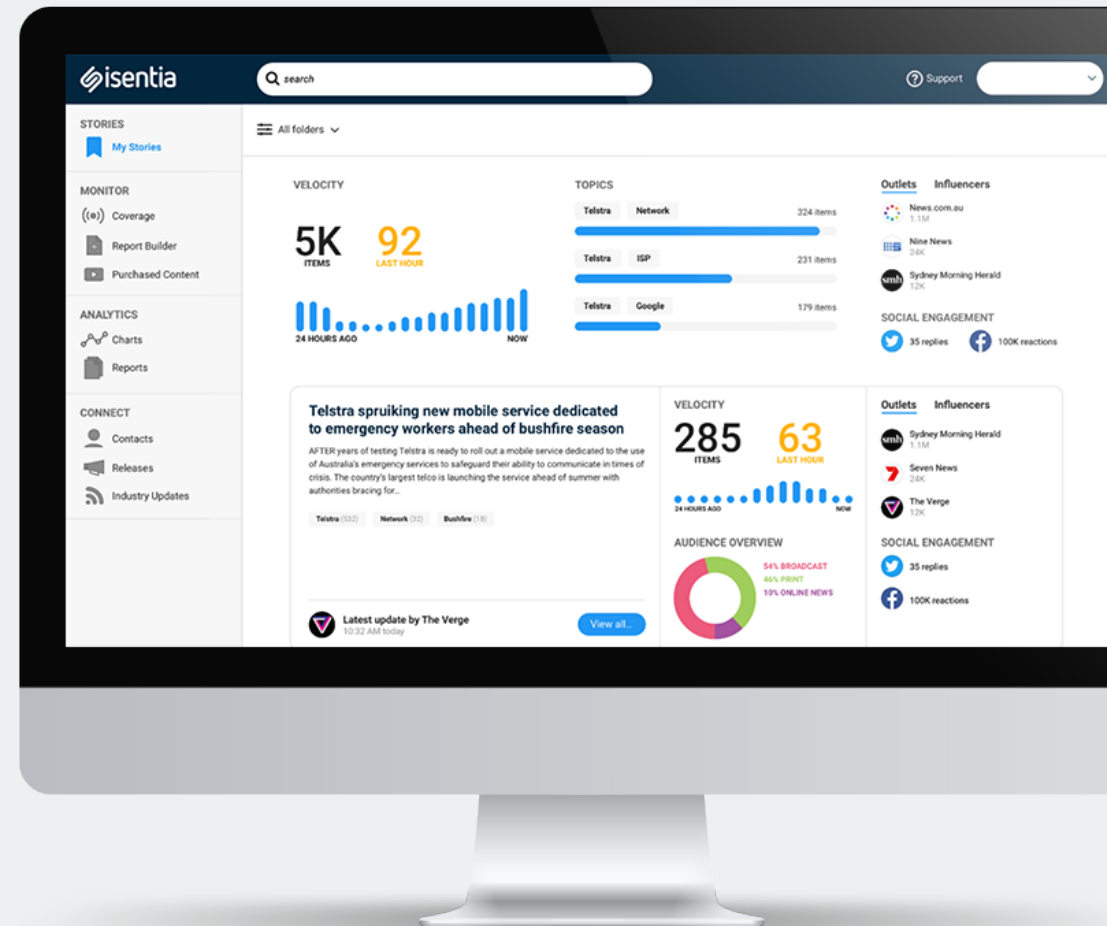 isentia
search
Support
STORIES
My Stories
MONITOR
Coverage
Report Builder
Purchased Content
ANALYTICS
Charts
Reports
CONNECT
Contacts
Releases
Industry Updates
All folders
VELOCITY
5K
ITEMS
92
LAST HOUR
24 HOURS AGO
NOW
TOPICS
Telstra Network 324 items
Telstra ISP 231 items
Telstra Google 179 items
Outlets Influencers
News.com.au
1.1M
Nine News
24K
smh
Sydney Morning Herald
12K
SOCIAL ENGAGEMENT
35 replies 100K reactions
Telstra spruiking new mobile service dedicated
to emergency workers ahead of bushfire season
AFTER years of testing Telstra is ready to roll out a mobile service dedicated to the use
of Australia's emergency services to safeguard their ability to communicate in times of
crisis. The country's largest telco is launching the service ahead of summer with
authorities bracing for...
Telstra (532) Network (32) Bushfire (18)
Latest update by The Verge
10:32 AM today
View all...
VELOCITY
285
ITEMS
63
LAST HOUR
24 HOURS AGO
NOW
AUDIENCE OVERVIEW
54% BROADCAST
46% PRINT
10% ONLINE NEWS
Outlets Influencers
smh
Sydney Morning Herald
1.1M
7
Seven News
24K
The Verge
12K
SOCIAL ENGAGEMENT
35 replies
100K reactions